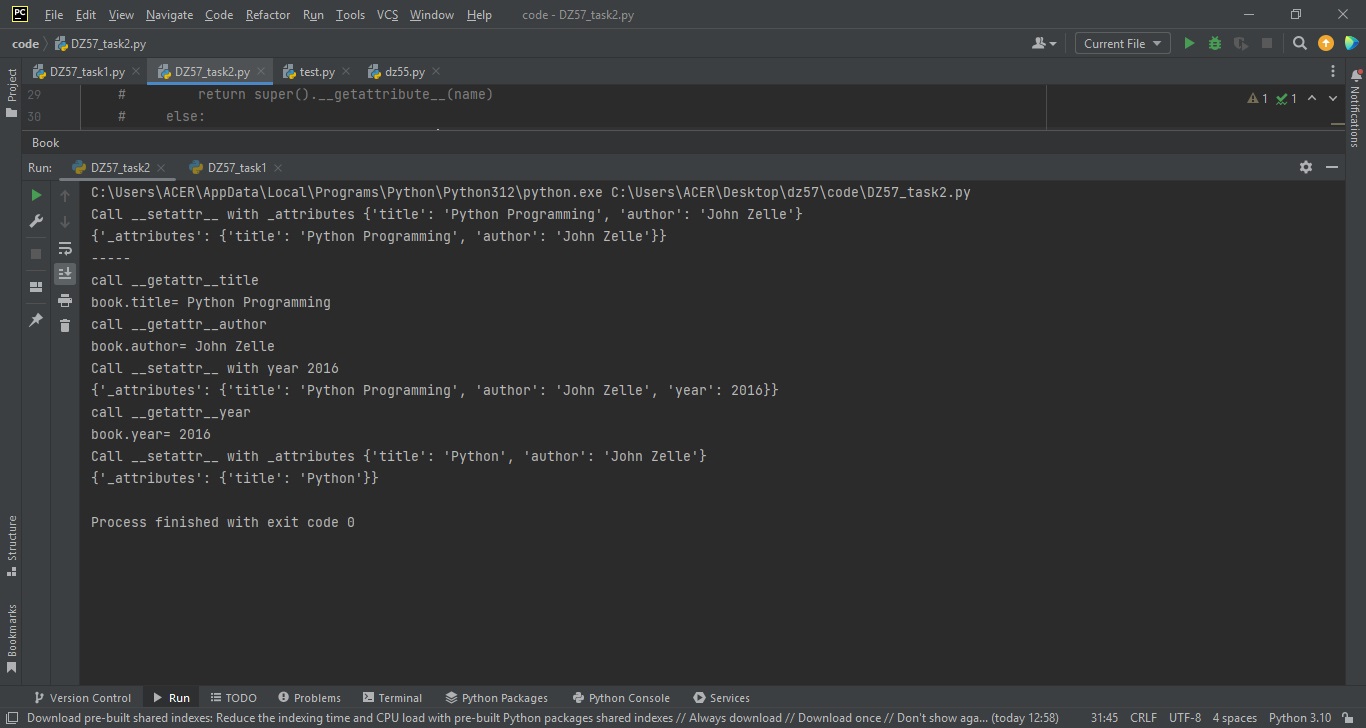 PC File Edit View Navigate Code Refactor Run Tools VCS Window Help code - DZ57_task2.py
code DZ57_task2.py Current File
DZ57_task1.py DZ57_task2.py test.py dz55.py
29 # return super().__getattribute__(name) 1 1
30 # else:
Book
Run: DZ57_task2 DZ57_task1
C:\Users\ACER\AppData\Local\Programs\Python\Python312\python.exe C:\Users\ACER\Desktop\dz57\code\DZ57_task2.py
Call __setattr__ with _attributes {'title': 'Python Programming', 'author': 'John Zelle'}
{'_attributes': {'title': 'Python Programming', 'author': 'John Zelle'}}
-----
call __getattr__title
book.title= Python Programming
call __getattr__author
book.author= John Zelle
Call __setattr__ with year 2016
{'_attributes': {'title': 'Python Programming', 'author': 'John Zelle', 'year': 2016}}
call __getattr__year
book.year= 2016
Call __setattr__ with _attributes {'title': 'Python', 'author': 'John Zelle'}
{'_attributes': {'title': 'Python'}}
Process finished with exit code 0
Project
Structure
Bookmarks
Notifications
Version Control Run TODO Problems Terminal Python Packages Python Console Services
Download pre-built shared indexes: Reduce the indexing time and CPU load with pre-built Python packages shared indexes // Always download // Download once // Don't show aga... (today 12:58) 31:45 CRLF UTF-8 4 spaces Python 3.10